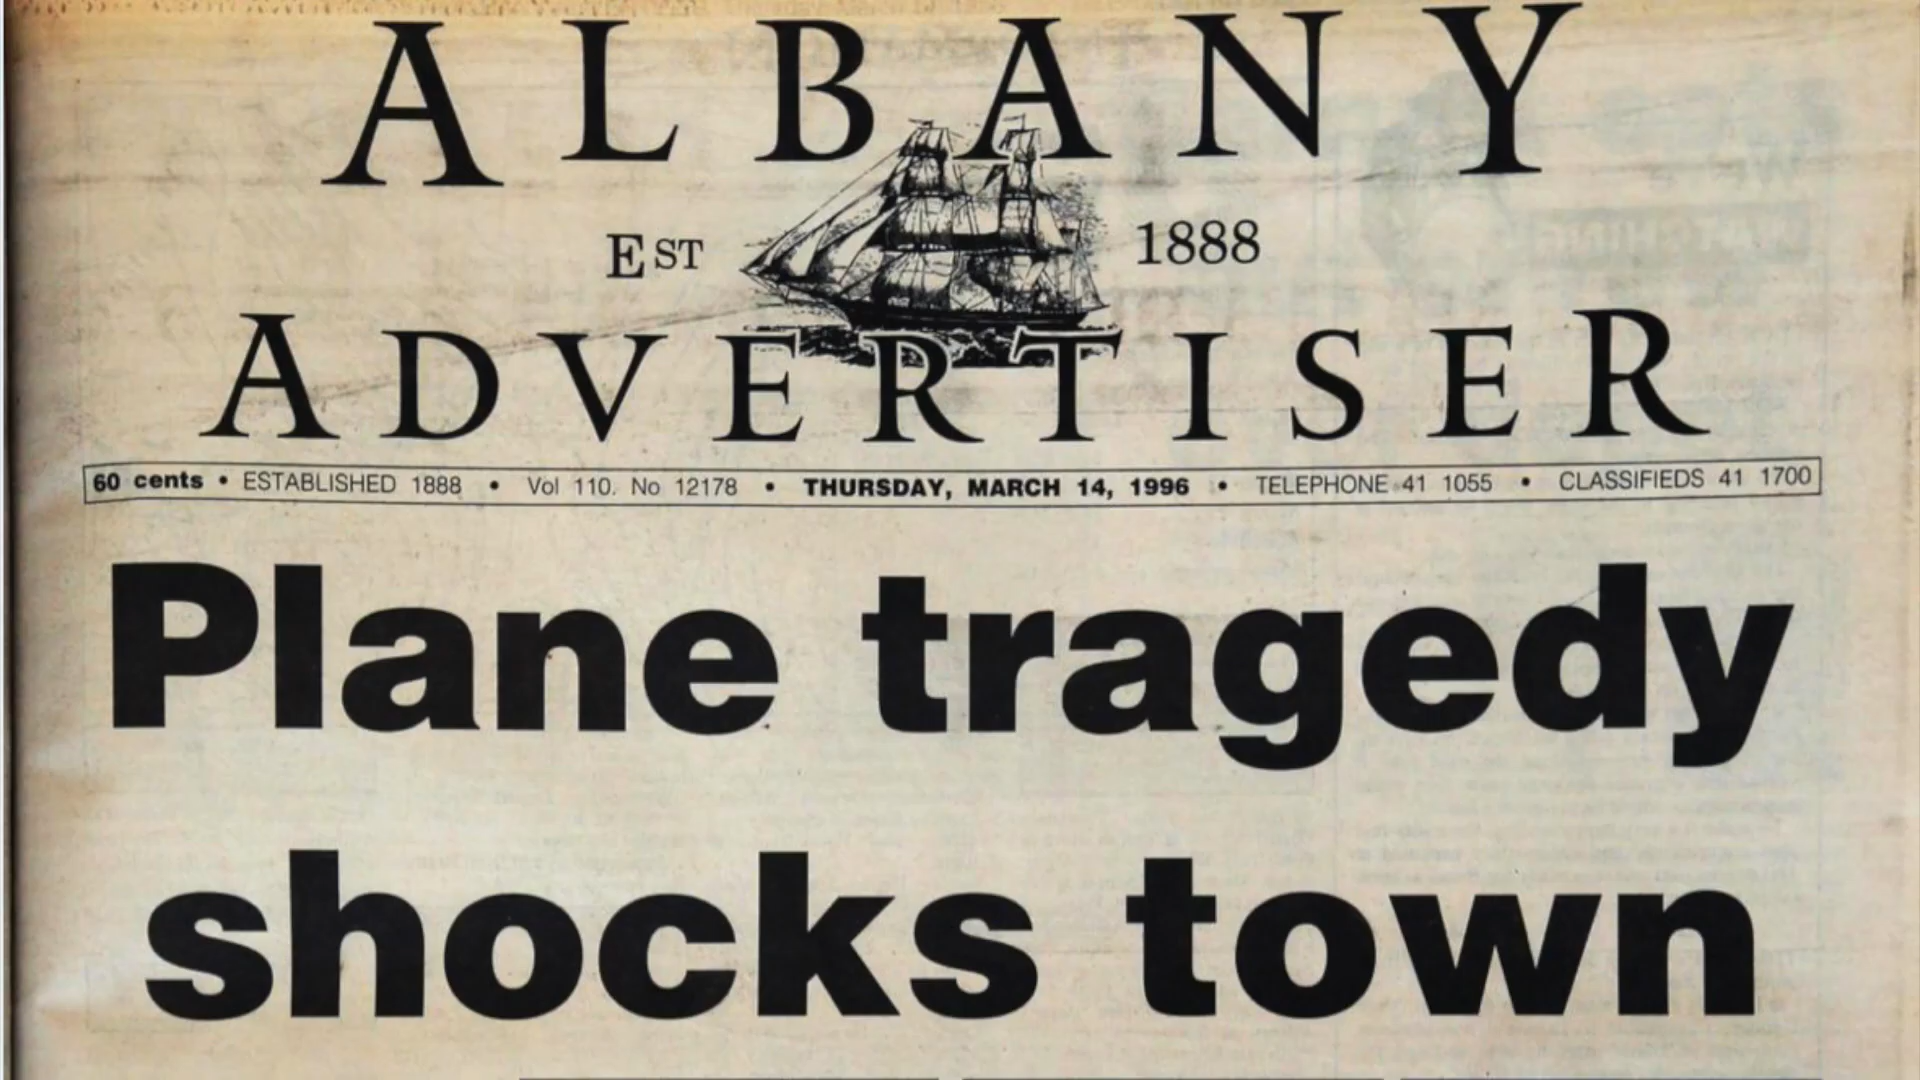 ALBANY
EST 1888
ADVERTISER
60 cents • ESTABLISHED 1888 • Vol 110. No 12178 • THURSDAY, MARCH 14, 1996 • TELEPHONE 41 1055 • CLASSIFIEDS 41 1700
Plane tragedy
shocks town